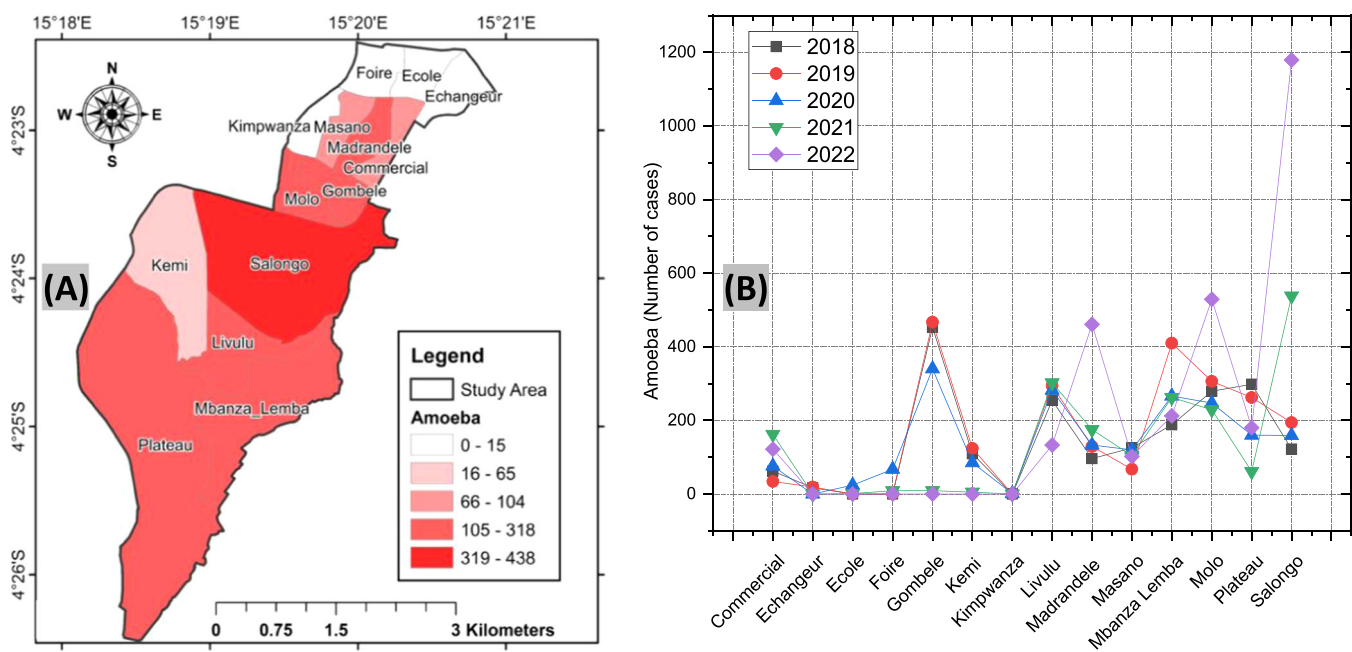 15°18'E 15°19'E 15°20'E 15°21'E
N
W E
S
4°23'S
4°24'S
4°25'S
4°26'S
Foire Ecole
Echangeur
Kimpwanza Masano
Madrandele
Commercial
Gombele
Molo
Kemi
Salongo
(A)
Livulu
Mbanza_Lemba
Plateau
Legend
Study Area
Amoeba
0 - 15
16 - 65
66 - 104
105 - 318
319 - 438
0 0.75 1.5 3 Kilometers
2018
2019
2020
2021
2022
(B)
Amoeba (Number of cases)
1200
1000
800
600
400
200
0
Commercial
Echangeur
Ecole
Foire
Gombele
Kemi
Kimpwanza
Livulu
Madrandele
Masano
Mbanza Lemba
Molo
Plateau
Salongo